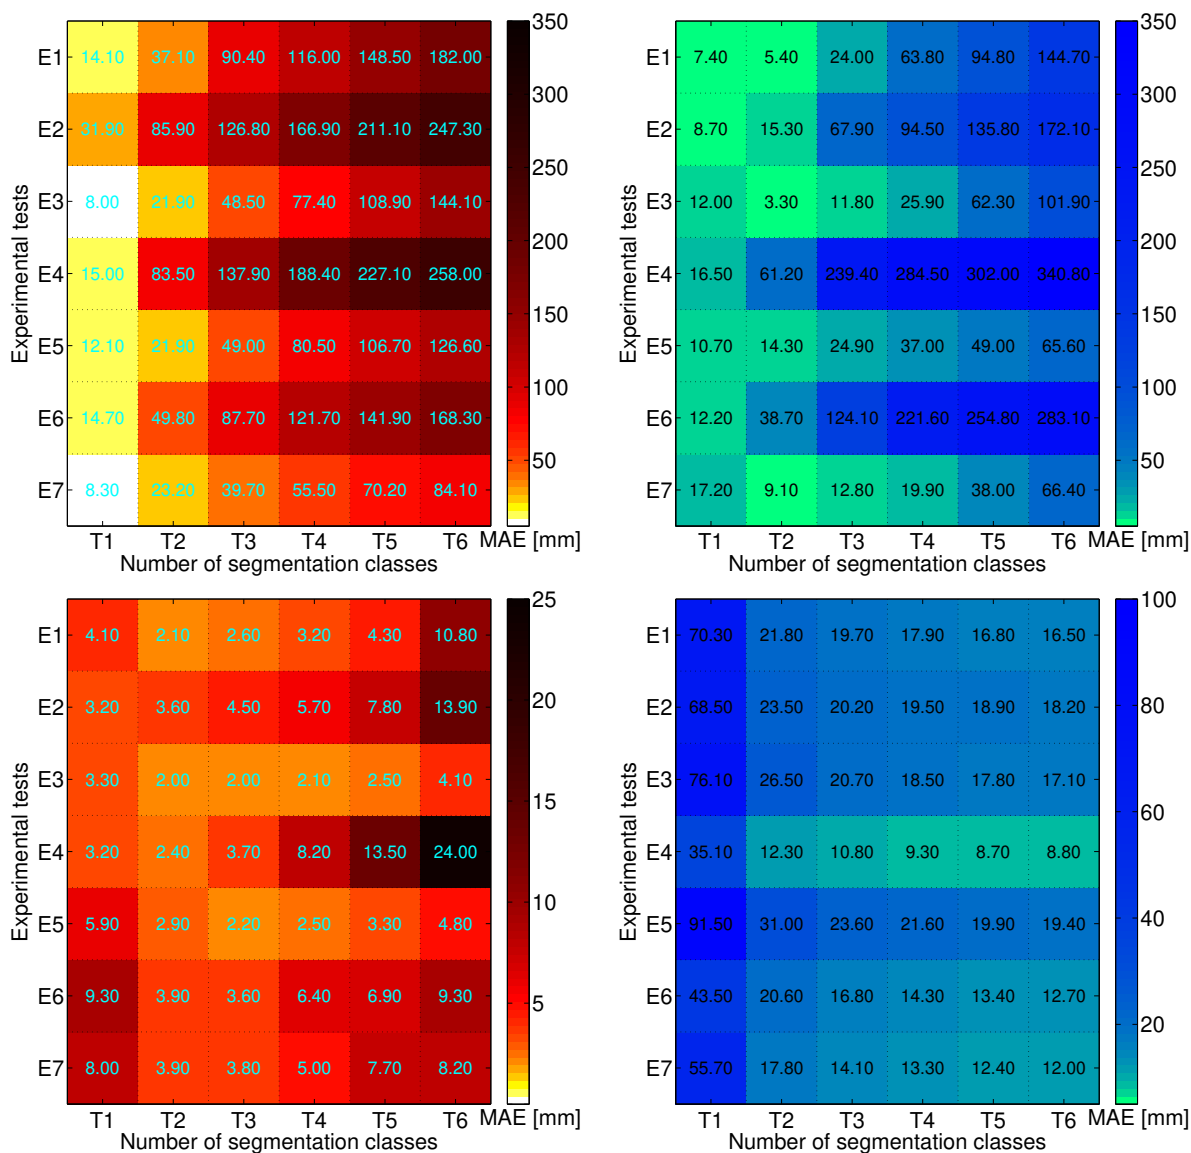 Experimental tests
E1 14.10 37.10 90.40 116.00 148.50 182.00
E2 31.90 85.90 126.80 166.90 211.10 247.30
E3 8.00 21.90 48.50 77.40 108.90 144.10
E4 15.00 83.50 137.90 188.40 227.10 258.00
E5 12.10 21.90 49.00 80.50 106.70 126.60
E6 14.70 49.80 87.70 121.70 141.90 168.30
E7 8.30 23.20 39.70 55.50 70.20 84.10
T1 T2 T3 T4 T5 T6
Number of segmentation classes
350
300
250
200
150
100
50
MAE [mm]
Experimental tests
E1 7.40 5.40 24.00 63.80 94.80 144.70
E2 8.70 15.30 67.90 94.50 135.80 172.10
E3 12.00 3.30 11.80 25.90 62.30 101.90
E4 16.50 61.20 239.40 284.50 302.00 340.80
E5 10.70 14.30 24.90 37.00 49.00 65.60
E6 12.20 38.70 124.10 221.60 254.80 283.10
E7 17.20 9.10 12.80 19.90 38.00 66.40
T1 T2 T3 T4 T5 T6
Number of segmentation classes
350
300
250
200
150
100
50
MAE [mm]
Experimental tests
E1 4.10 2.10 2.60 3.20 4.30 10.80
E2 3.20 3.60 4.50 5.70 7.80 13.90
E3 3.30 2.00 2.00 2.10 2.50 4.10
E4 3.20 2.40 3.70 8.20 13.50 24.00
E5 5.90 2.90 2.20 2.50 3.30 4.80
E6 9.30 3.90 3.60 6.40 6.90 9.30
E7 8.00 3.90 3.80 5.00 7.70 8.20
T1 T2 T3 T4 T5 T6
Number of segmentation classes
25
20
15
10
5
MAE [mm]
Experimental tests
E1 70.30 21.80 19.70 17.90 16.80 16.50
E2 68.50 23.50 20.20 19.50 18.90 18.20
E3 76.10 26.50 20.70 18.50 17.80 17.10
E4 35.10 12.30 10.80 9.30 8.70 8.80
E5 91.50 31.00 23.60 21.60 19.90 19.40
E6 43.50 20.60 16.80 14.30 13.40 12.70
E7 55.70 17.80 14.10 13.30 12.40 12.00
T1 T2 T3 T4 T5 T6
Number of segmentation classes
100
80
60
40
20
MAE [mm]